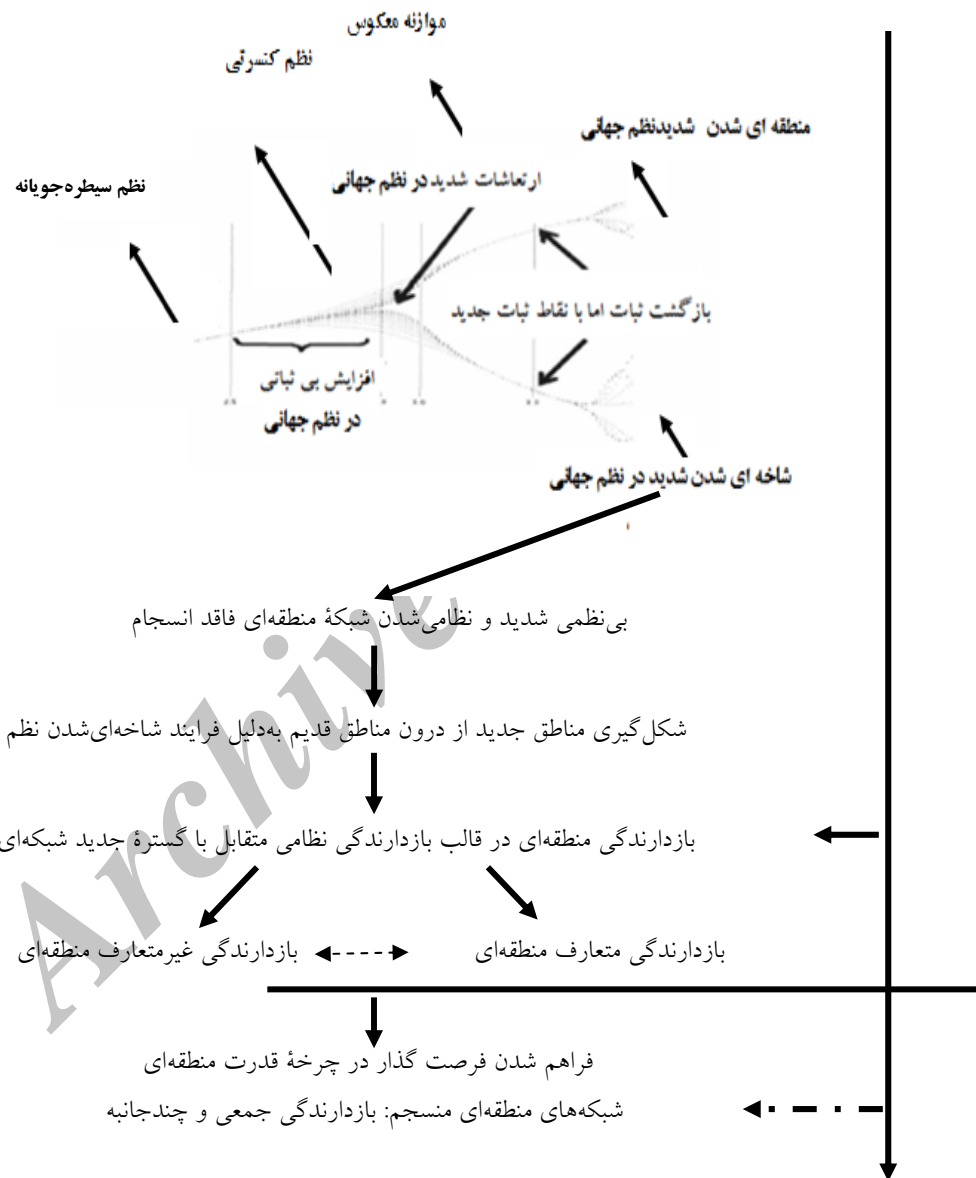 موازنه معکوس
نظم کنسرتی
منطقه ای شدن شدیدنظم جهانی
ارتعاشات شدید در نظم جهانی
نظم سیطره‌جویانه
بازگشت ثبات اما با نقاط ثبات جدید
افزایش بی ثباتی
در نظم جهانی
شاخه ای شدن شدید در نظم جهانی
بی‌نظمی شدید و نظامی‌شدن شبکۀ منطقه‌ای فاقد انسجام
شکل‌گیری مناطق جدید از درون مناطق قدیم به‌دلیل فرایند شاخه‌ای‌شدن نظم
بازدارندگی منطقه‌ای در قالب بازدارندگی نظامی متقابل با گسترۀ جدید شبکه‌ای
بازدارندگی متعارف منطقه‌ای
بازدارندگی غیرمتعارف منطقه‌ای
فراهم شدن فرصت گذار در چرخۀ قدرت منطقه‌ای
شبکه‌های منطقه‌ای منسجم: بازدارندگی جمعی و چندجانبه
Archive